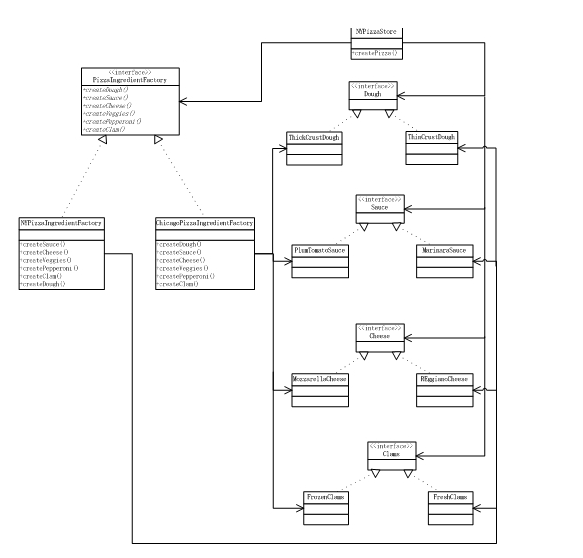 NYPizzaStore
+createPizza()
<<interface>>
PizzaIngredientFactory
+createDough()
+createSauce()
+createCheese()
+createVeggies()
+createPepperoni()
+createClam()
<<interface>>
Dough
ThickCrustDough
ThinCrustDough
<<interface>>
Sauce
NYPizzaIngredientFactory
+createSauce()
+createCheese()
+createVeggies()
+createPepperoni()
+createClam()
+createDough()
ChicagoPizzaIngredientFactory
+createDough()
+createSauce()
+createCheese()
+createVeggies()
+createPepperoni()
+createClam()
PlumTomatoSauce
MarinaraSauce
<<interface>>
Cheese
MozzarellaCheese
REggianoCheese
<<interface>>
Clams
FrozenClams
FreshClams